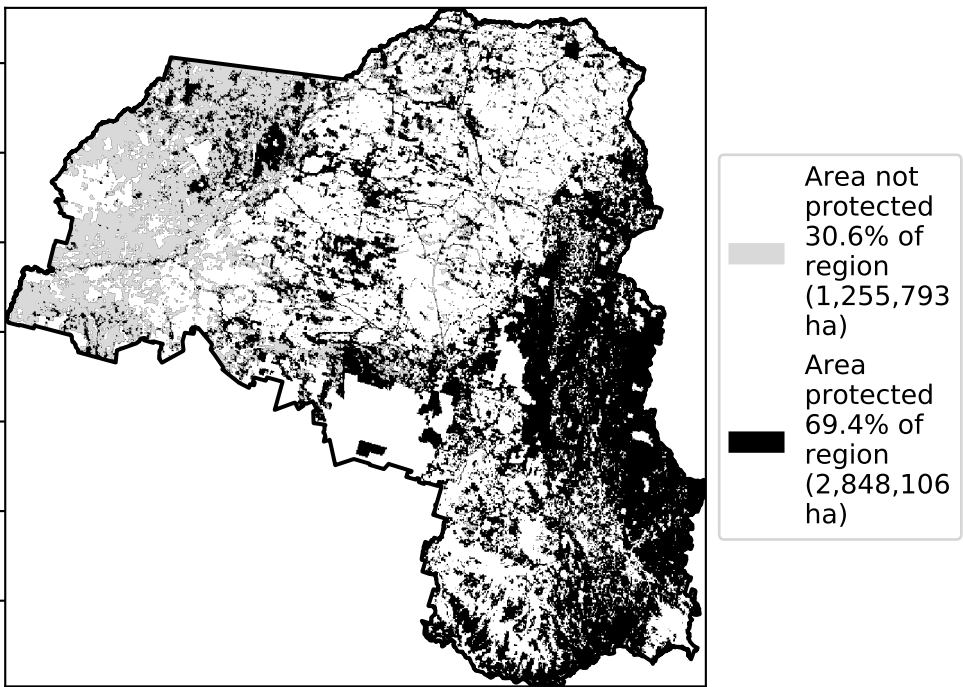 Area not
protected
30.6% of
region
(1,255,793
ha)
Area
protected
69.4% of
region
(2,848,106
ha)